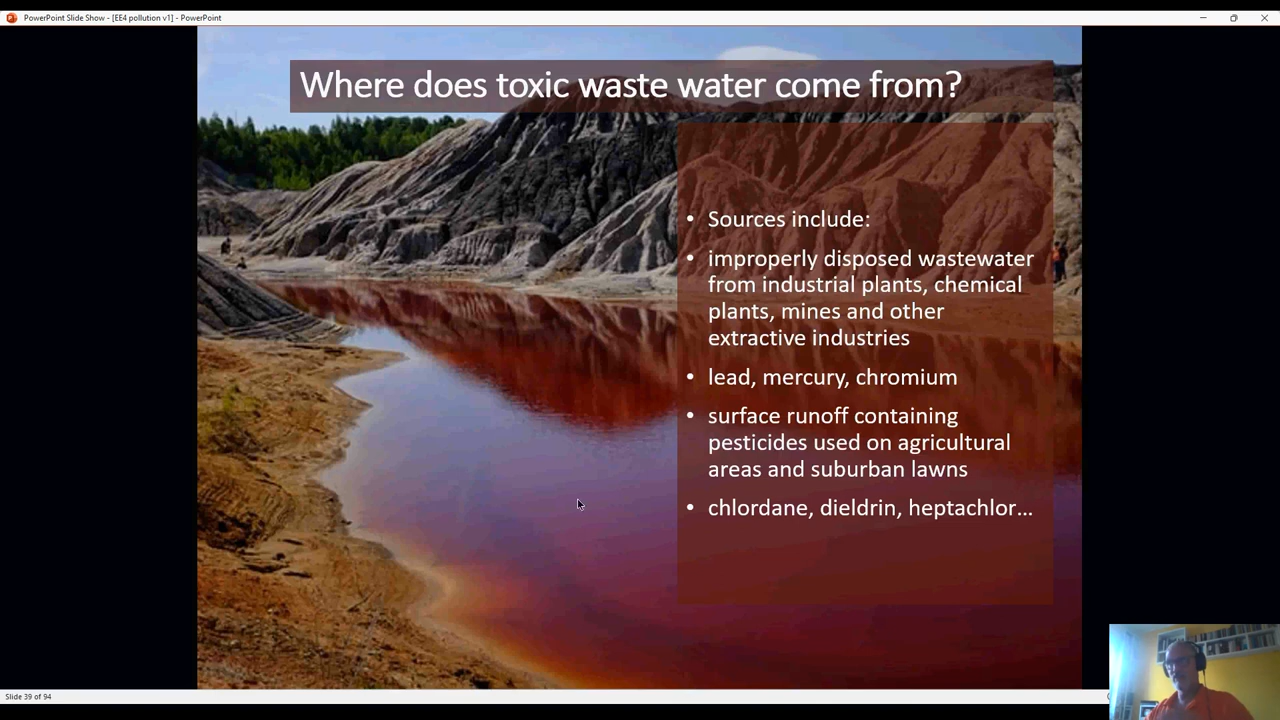 PowerPoint Slide Show - [EE4 pollution v1] - PowerPoint
Where does toxic waste water come from?
• Sources include:
• improperly disposed wastewater
from industrial plants, chemical
plants, mines and other
extractive industries
• lead, mercury, chromium
• surface runoff containing
pesticides used on agricultural
areas and suburban lawns
• chlordane, dieldrin, heptachlor...
Slide 39 of 94